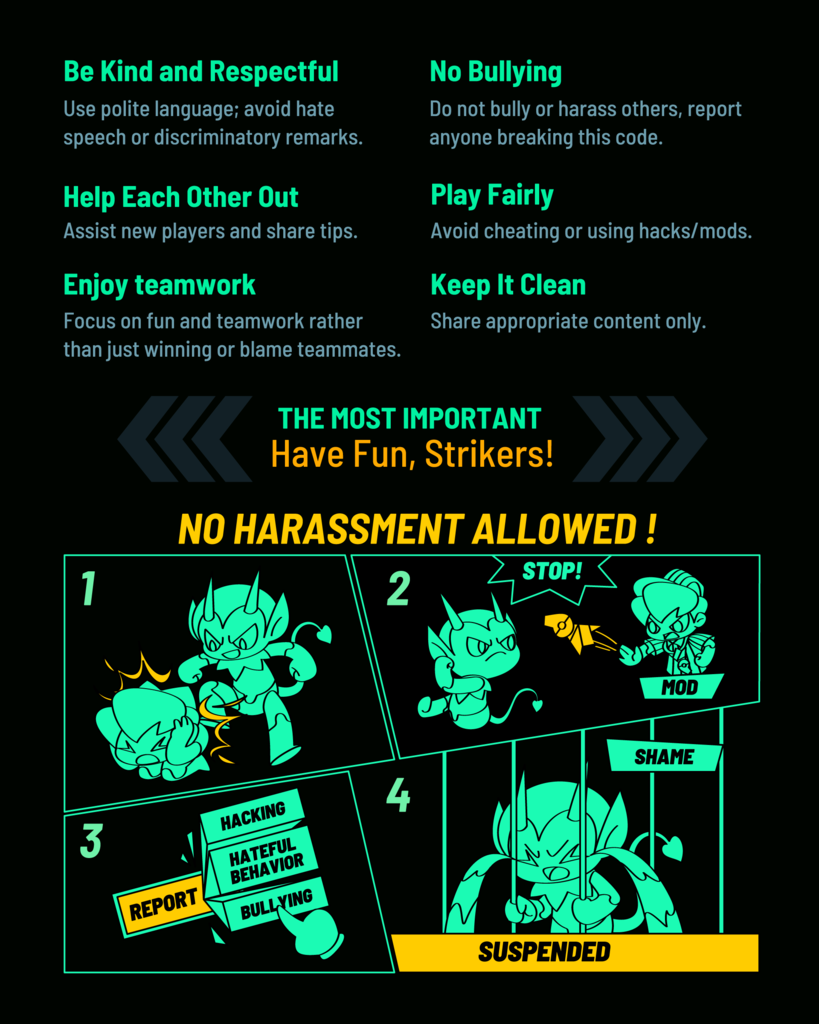 Be Kind and Respectful
Use polite language; avoid hate
speech or discriminatory remarks.
No Bullying
Do not bully or harass others, report
anyone breaking this code.
Help Each Other Out
Assist new players and share tips.
Play Fairly
Avoid cheating or using hacks/mods.
Enjoy teamwork
Focus on fun and teamwork rather
than just winning or blame teammates.
Keep It Clean
Share appropriate content only.
THE MOST IMPORTANT
Have Fun, Strikers!
NO HARASSMENT ALLOWED !
1
2
STOP!
MOD
3
REPORT
HACKING
HATEFUL
BEHAVIOR
BULLYING
4
SHAME
SUSPENDED